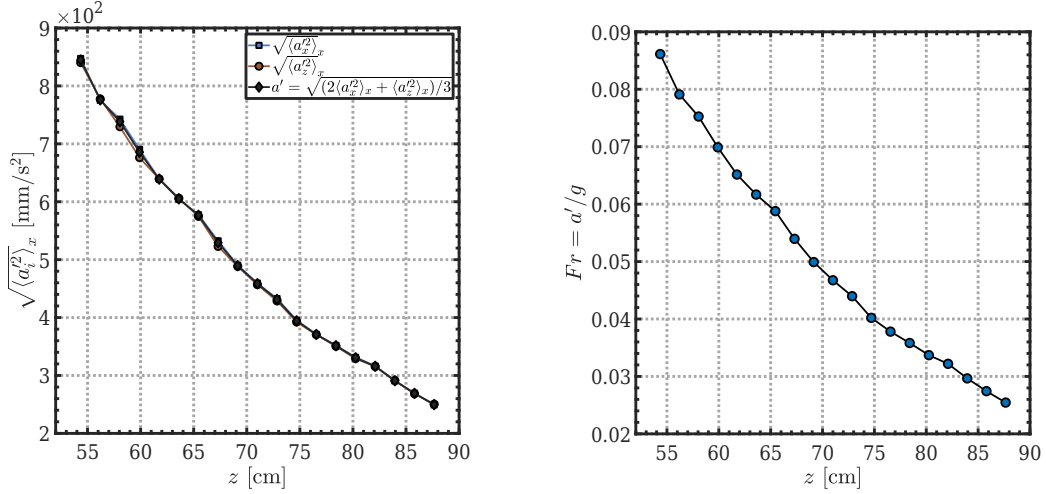 ×10²
9
8
7
6
5
4
3
2
√⟨a′ᵢ²⟩ₓ [mm/s²]
√⟨a′ₓ²⟩ₓ
√⟨a′_z²⟩ₓ
a′ = √(2⟨a′ₓ²⟩ₓ + ⟨a′_z²⟩ₓ)/3
55 60 65 70 75 80 85 90
z [cm]
0.09
0.08
0.07
0.06
0.05
0.04
0.03
0.02
Fr = a′/g
55 60 65 70 75 80 85 90
z [cm]